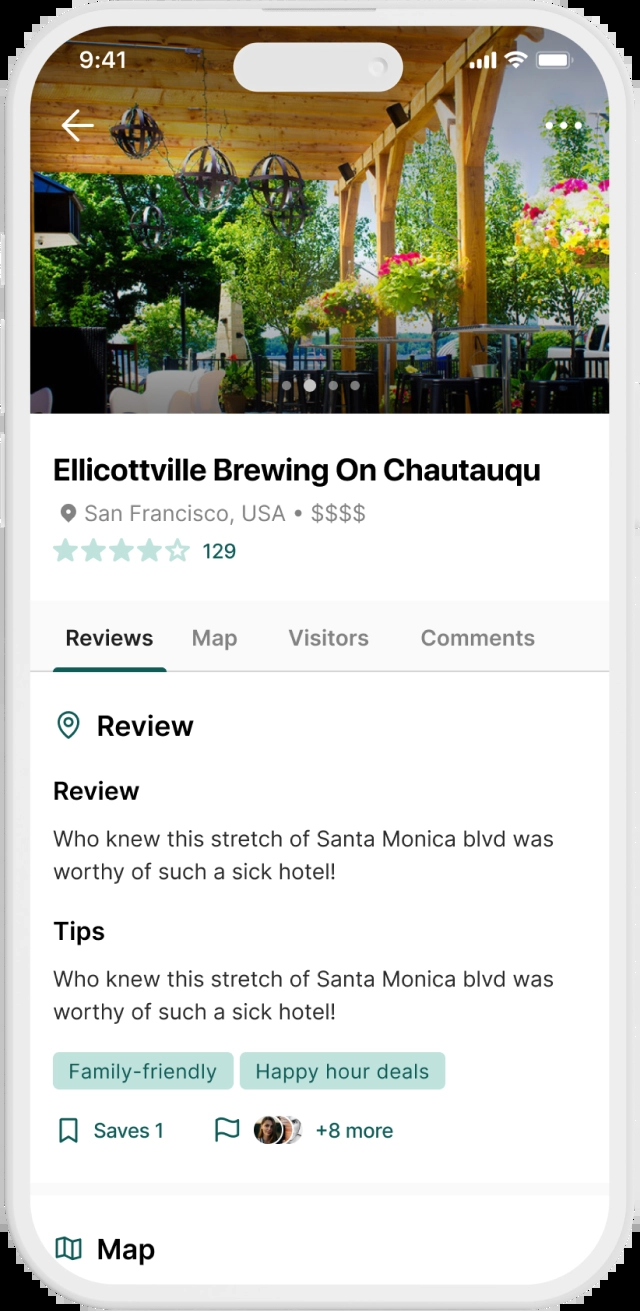 9:41
Ellicottville Brewing On Chautauqu
San Francisco, USA • $$$$
129
Reviews Map Visitors Comments
Review
Review
Who knew this stretch of Santa Monica blvd was
worthy of such a sick hotel!
Tips
Who knew this stretch of Santa Monica blvd was
worthy of such a sick hotel!
Family-friendly Happy hour deals
Saves 1 +8 more
Map